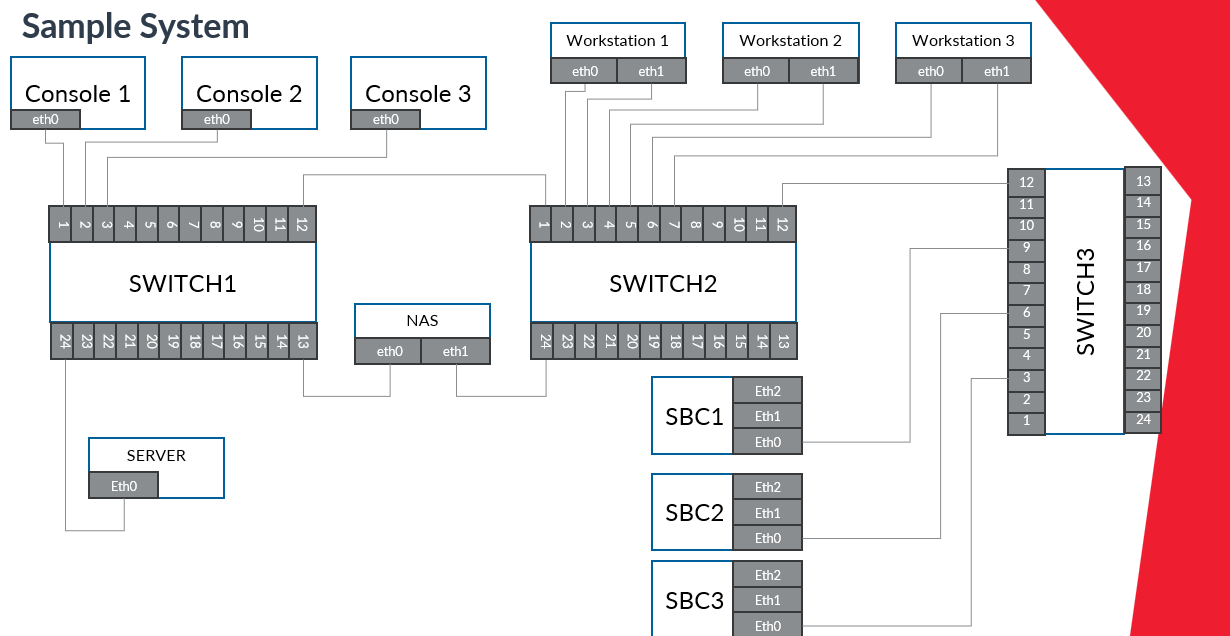 Sample System
Console 1
eth0
Console 2
eth0
Console 3
eth0
Workstation 1
eth0 eth1
Workstation 2
eth0 eth1
Workstation 3
eth0 eth1
1 2 3 4 5 6 7 8 9 10 11 12
SWITCH1
24 23 22 21 20 19 18 17 16 15 14 13
1 2 3 4 5 6 7 8 9 10 11 12
SWITCH2
24 23 22 21 20 19 18 17 16 15 14 13
12 11 10 9 8 7 6 5 4 3 2 1
SWITCH3
13 14 15 16 17 18 19 20 21 22 23 24
NAS
eth0 eth1
SERVER
Eth0
SBC1
Eth2
Eth1
Eth0
SBC2
Eth2
Eth1
Eth0
SBC3
Eth2
Eth1
Eth0